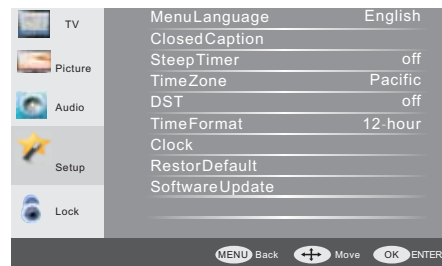 TV
Picture
Audio
Setup
Lock
MenuLanguage English
ClosedCaption
SteepTimer off
TimeZone Pacific
DST off
TimeFormat 12-hour
Clock
RestorDefault
SoftwareUpdate
MENU Back Move OK ENTER